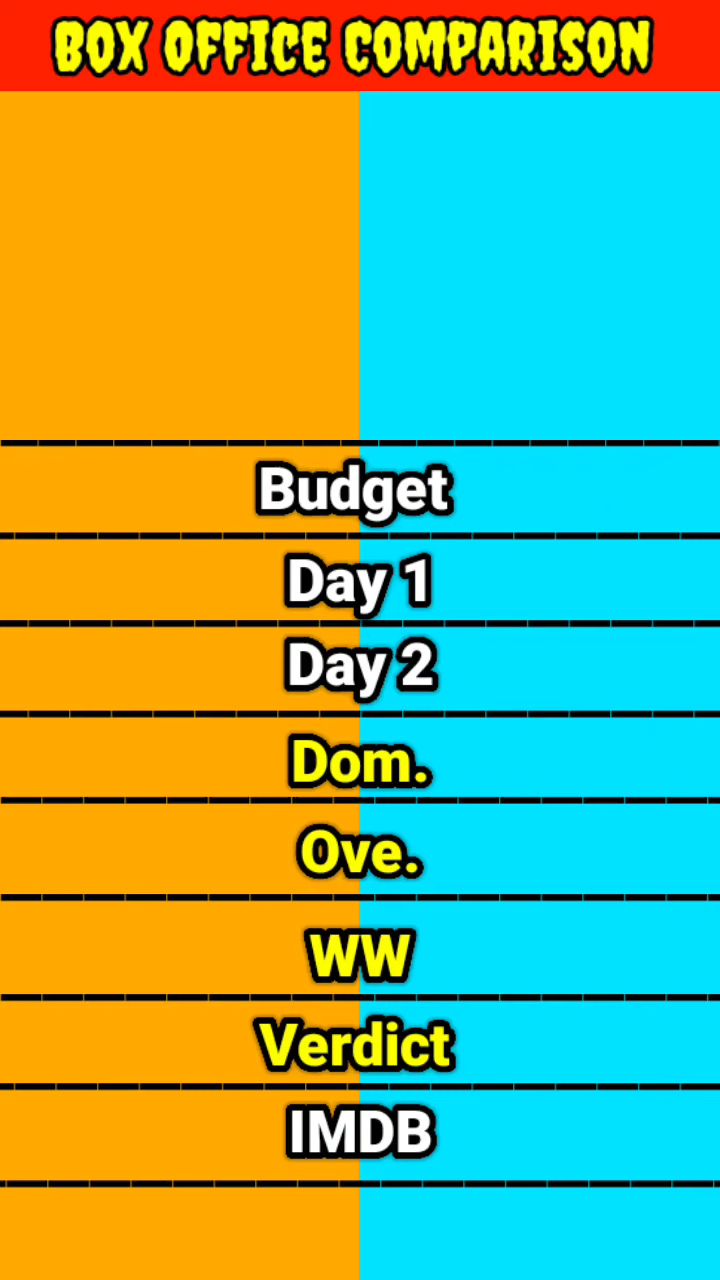 BOX OFFICE COMPARISON
Budget
Day 1
Day 2
Dom.
Ove.
WW
Verdict
IMDB